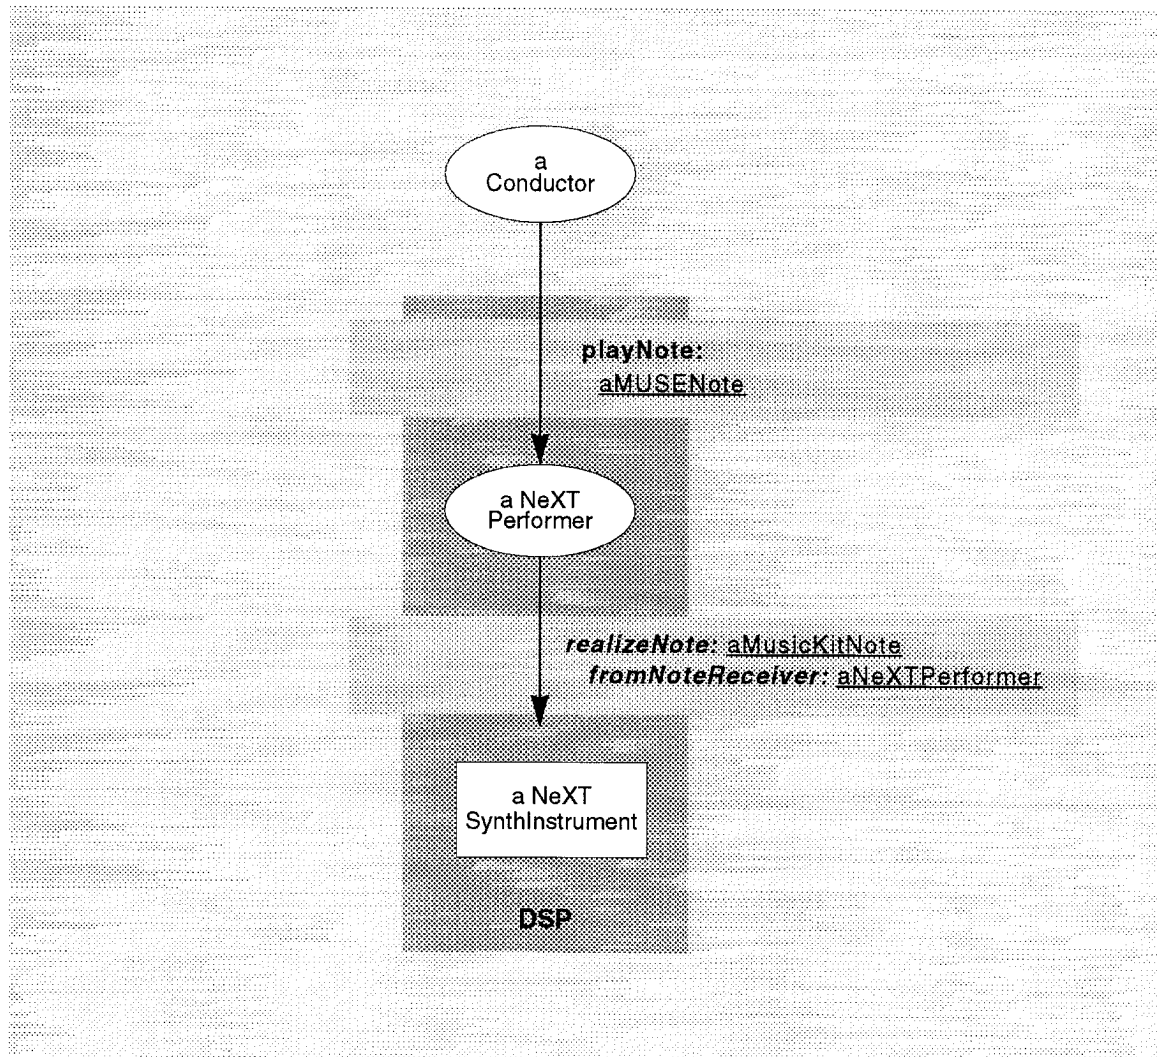 a
Conductor
playNote:
aMUSENote
a NeXT
Performer
realizeNote: aMusicKitNote
fromNoteReceiver: aNeXTPerformer
a NeXT
SynthInstrument
DSP